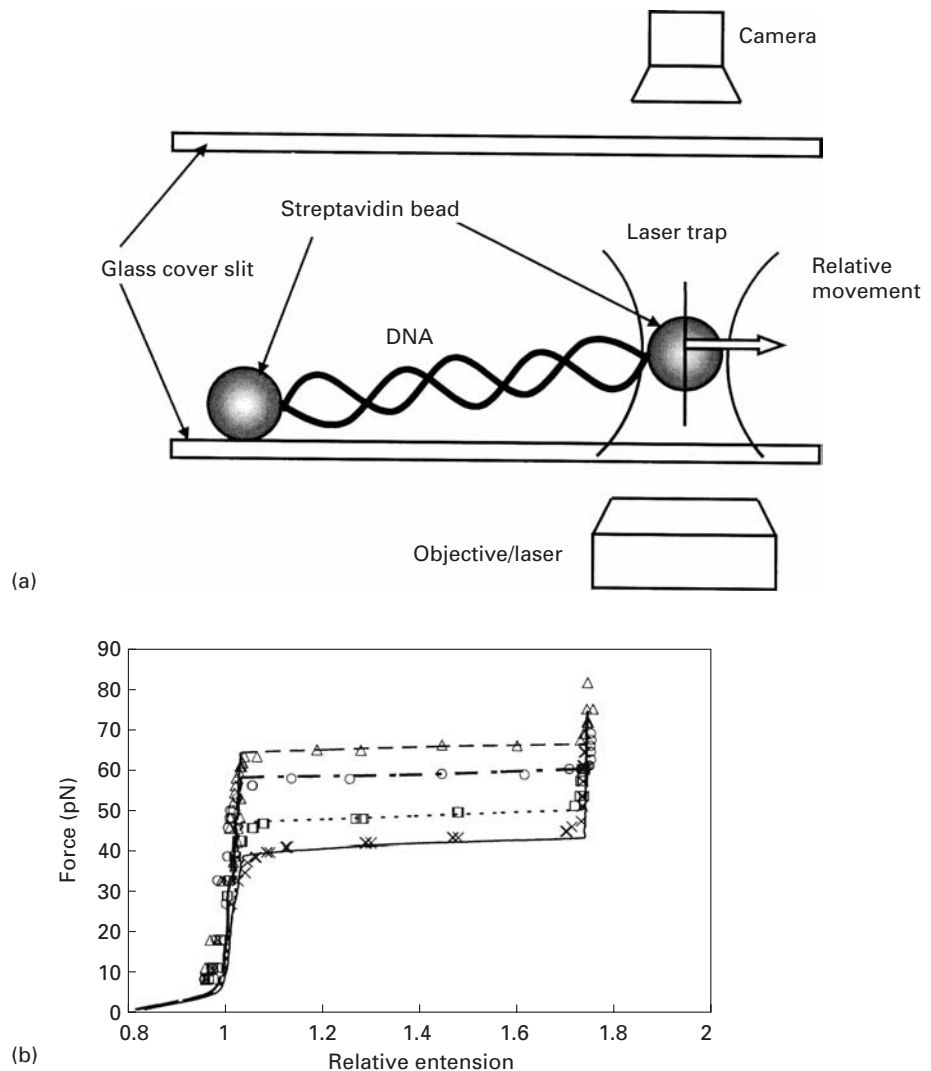 Camera
Streptavidin bead
Laser trap
Glass cover slit
Relative
movement
DNA
Objective/laser
(a)
90
80
70
60
50
40
30
20
10
0
Force (pN)
0.8 1 1.2 1.4 1.6 1.8 2
Relative entension
(b)